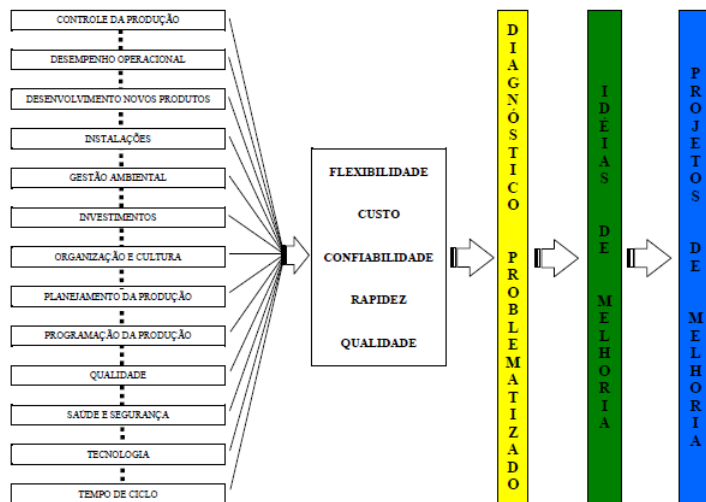 CONTROLE DA PRODUÇÃO
DESEMPENHO OPERACIONAL
DESENVOLVIMENTO NOVOS PRODUTOS
INSTALAÇÕES
GESTÃO AMBIENTAL
INVESTIMENTOS
ORGANIZAÇÃO E CULTURA
PLANEJAMENTO DA PRODUÇÃO
PROGRAMAÇÃO DA PRODUÇÃO
QUALIDADE
SAÚDE E SEGURANÇA
TECNOLOGIA
TEMPO DE CICLO
FLEXIBILIDADE
CUSTO
CONFIABILIDADE
RAPIDEZ
QUALIDADE
DIAGNÓSTICO PROBLEMATIZADO
IDÉIAS DE MELHORIA
PROJETOS DE MELHORIA